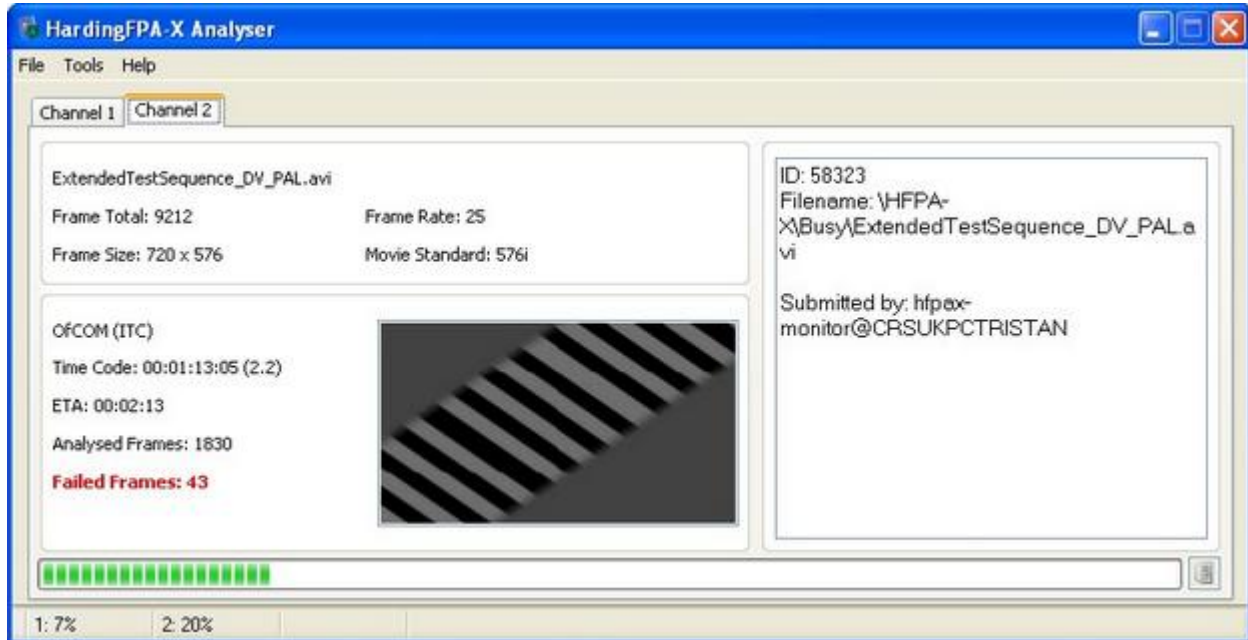 HardingFPA-X Analyser
File Tools Help
Channel 1 Channel 2
ExtendedTestSequence_DV_PAL.avi
Frame Total: 9212 Frame Rate: 25
Frame Size: 720 x 576 Movie Standard: 576i
OfCOM (ITC)
Time Code: 00:01:13:05 (2.2)
ETA: 00:02:13
Analysed Frames: 1830
Failed Frames: 43
ID: 58323
Filename: \HFPA-
X\Busy\ExtendedTestSequence_DV_PAL.a
vi
Submitted by: hfpax-
monitor@CRSUKPCTRISTAN
1: 7% 2: 20%